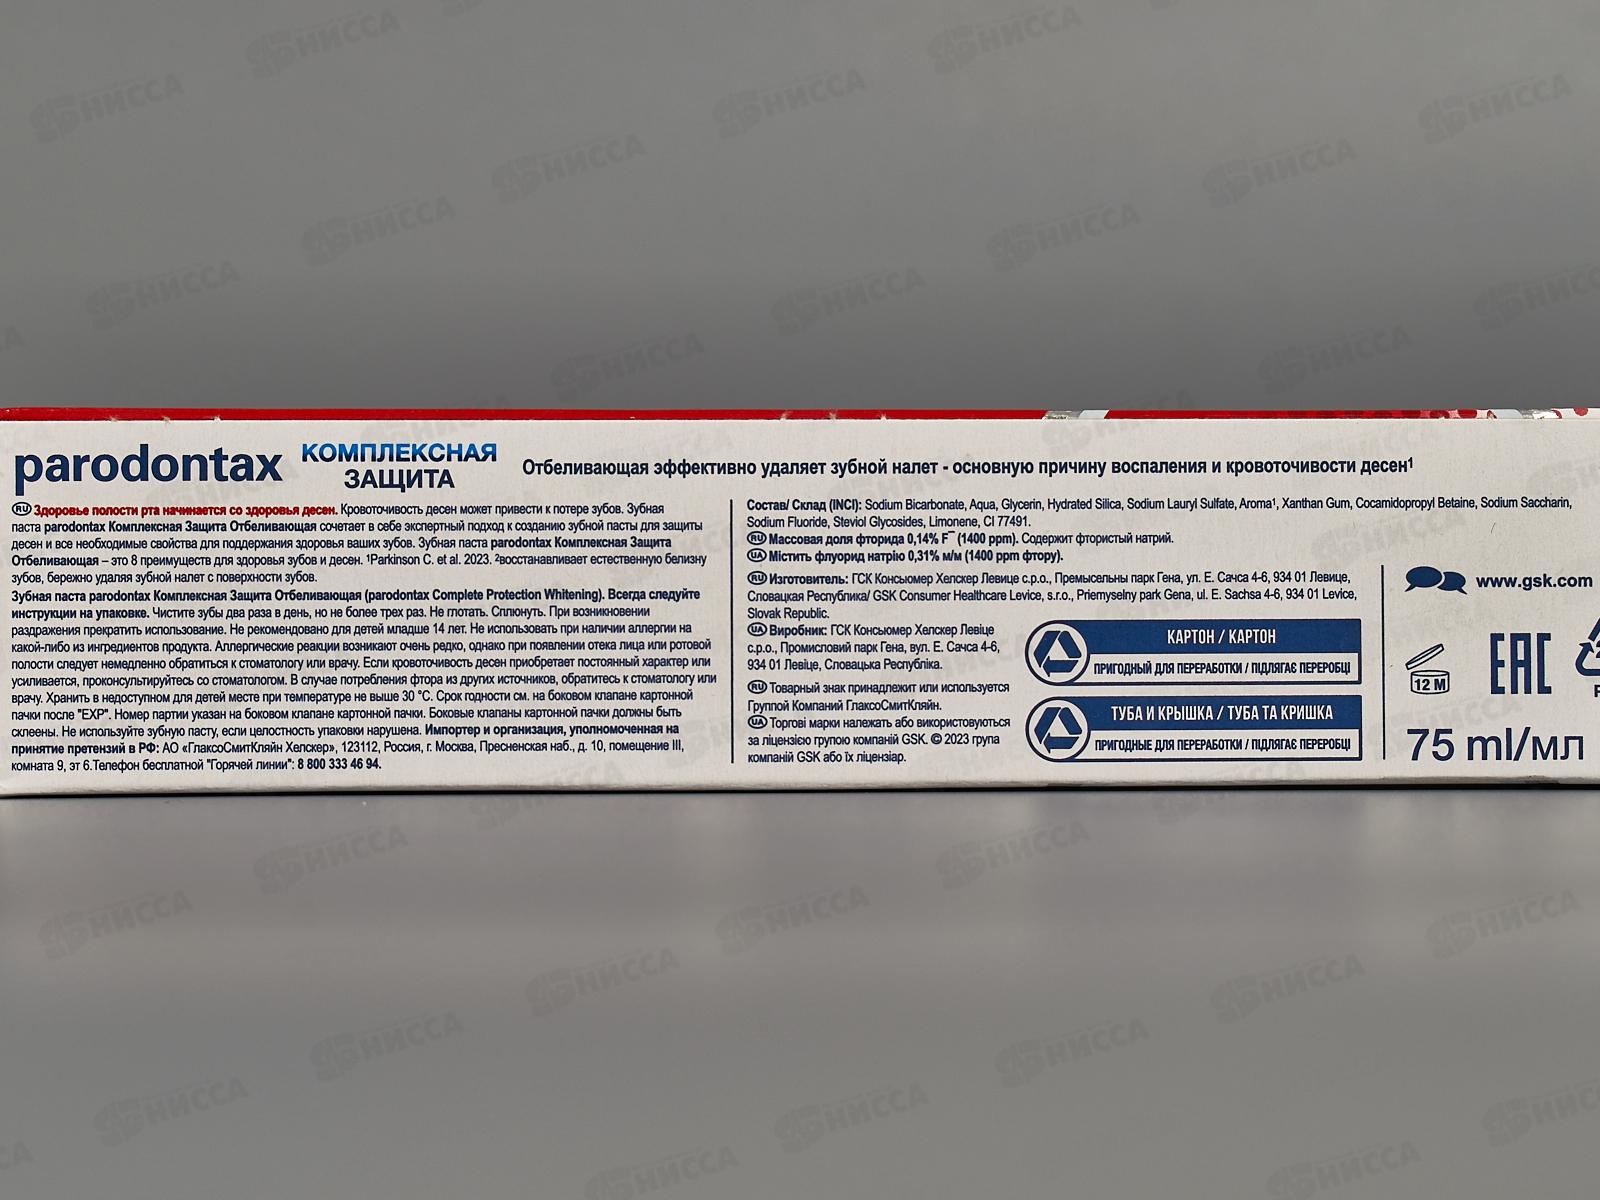 parodontax
КОМПЛЕКСНАЯ
ЗАЩИТА
Отбеливающая эффективно удаляет зубной налет - основную причину воспаления и кровоточивости десен¹
RU Здоровье полости рта начинается со здоровья десен. Кровоточивость десен может привести к потере зубов. Зубная
паста parodontax Комплексная Защита Отбеливающая сочетает в себе экспертный подход к созданию зубной пасты для защиты
десен и все необходимые свойства для поддержания здоровья ваших зубов. Зубная паста parodontax Комплексная Защита
Отбеливающая – это 8 преимуществ для здоровья зубов и десен. ¹Parkinson C. et al. 2023. ²восстанавливает естественную белизну
зубов, бережно удаляя зубной налет с поверхности зубов.
Зубная паста parodontax Комплексная Защита Отбеливающая (parodontax Complete Protection Whitening). Всегда следуйте
инструкции на упаковке. Чистите зубы два раза в день, но не более трех раз. Не глотать. Сплюнуть. При возникновении
раздражения прекратить использование. Не рекомендовано для детей младше 14 лет. Не использовать при наличии аллергии на
какой-либо из ингредиентов продукта. Аллергические реакции возникают очень редко, однако при появлении отека лица или ротовой
полости следует немедленно обратиться к стоматологу или врачу. Если кровоточивость десен приобретает постоянный характер или
усиливается, проконсультируйтесь со стоматологом. В случае потребления фтора из других источников, обратитесь к стоматологу или
врачу. Хранить в недоступном для детей месте при температуре не выше 30 °C. Срок годности см. на боковом клапане картонной
пачки после "EXP". Номер партии указан на боковом клапане картонной пачки. Боковые клапаны картонной пачки должны быть
склеены. Не используйте зубную пасту, если целостность упаковки нарушена. Импортер и организация, уполномоченная на
принятие претензий в РФ: АО «ГлаксоСмитКляйн Хелскер», 123112, Россия, г. Москва, Пресненская наб., д. 10, помещение III,
комната 9, эт 6.Телефон бесплатной "Горячей линии": 8 800 333 46 94.
Состав/ Склад (INCI): Sodium Bicarbonate, Aqua, Glycerin, Hydrated Silica, Sodium Lauryl Sulfate, Aroma¹, Xanthan Gum, Cocamidopropyl Betaine, Sodium Saccharin,
Sodium Fluoride, Steviol Glycosides, Limonene, CI 77491.
RU Массовая доля фторида 0,14% F⁻ (1400 ppm). Содержит фтористый натрий.
UA Містить флуорид натрію 0,31% м/м (1400 ppm фтору).
RU Изготовитель: ГСК Консьюмер Хелскер Левице с.р.о., Премысельны парк Гена, ул. Е. Сачса 4-6, 934 01 Левице,
Словацкая Республика/ GSK Consumer Healthcare Levice, s.r.o., Priemyselny park Gena, ul. E. Sachsa 4-6, 934 01 Levice,
Slovak Republic.
UA Виробник: ГСК Консьюмер Хелскер Левіце
с.р.о., Промисловий парк Гена, вул. Е. Сачса 4-6,
934 01 Левіце, Словацька Республіка.
RU Товарный знак принадлежит или используется
Группой Компаний ГлаксоСмитКляйн.
UA Торгові марки належать або використовуються
за ліцензією групою компаній GSK. © 2023 група
компаній GSK або їх ліцензіар.
КАРТОН / КАРТОН
ПРИГОДНЫЙ ДЛЯ ПЕРЕРАБОТКИ / ПІДЛЯГАЄ ПЕРЕРОБЦІ
ТУБА И КРЫШКА / ТУБА ТА КРИШКА
ПРИГОДНЫЕ ДЛЯ ПЕРЕРАБОТКИ / ПІДЛЯГАЄ ПЕРЕРОБЦІ
www.gsk.com
12 M
EAC
75 ml/мл
НИССА